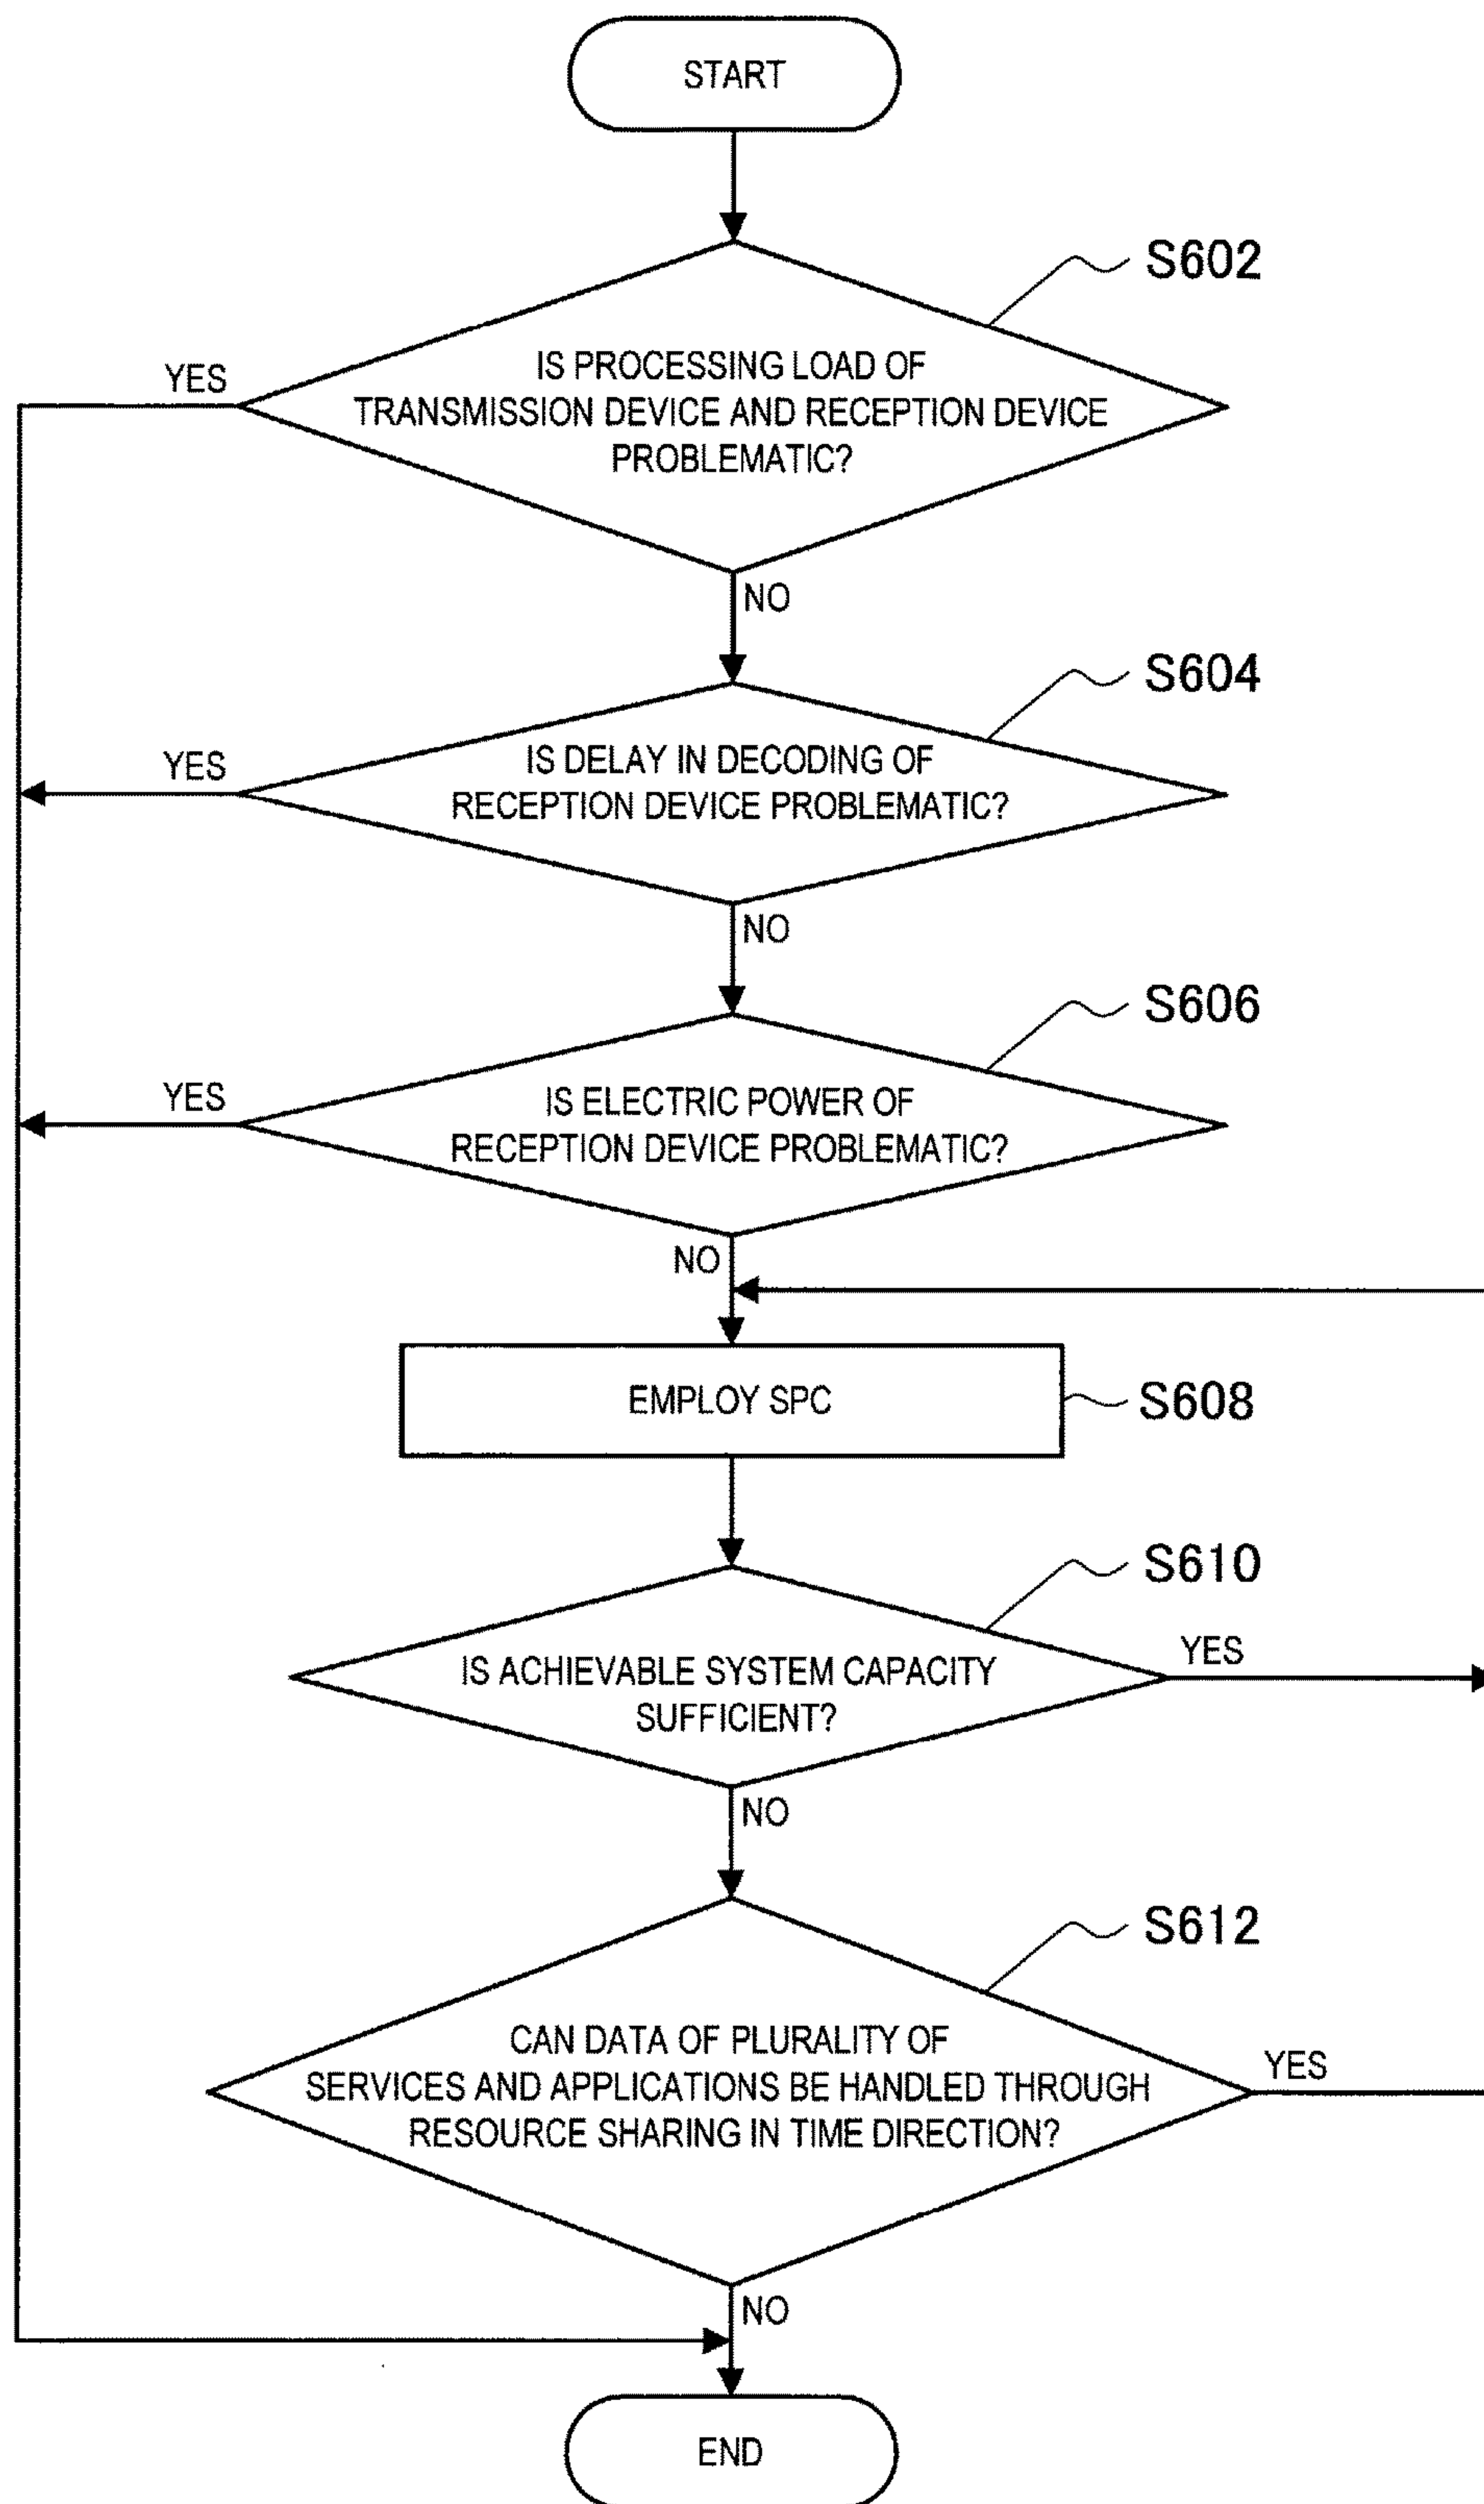 START
S602
IS PROCESSING LOAD OF
TRANSMISSION DEVICE AND RECEPTION DEVICE
PROBLEMATIC?
YES
NO
S604
IS DELAY IN DECODING OF
RECEPTION DEVICE PROBLEMATIC?
YES
NO
S606
IS ELECTRIC POWER OF
RECEPTION DEVICE PROBLEMATIC?
YES
NO
EMPLOY SPC
S608
S610
IS ACHIEVABLE SYSTEM CAPACITY
SUFFICIENT?
YES
NO
S612
CAN DATA OF PLURALITY OF
SERVICES AND APPLICATIONS BE HANDLED THROUGH
RESOURCE SHARING IN TIME DIRECTION?
YES
NO
END